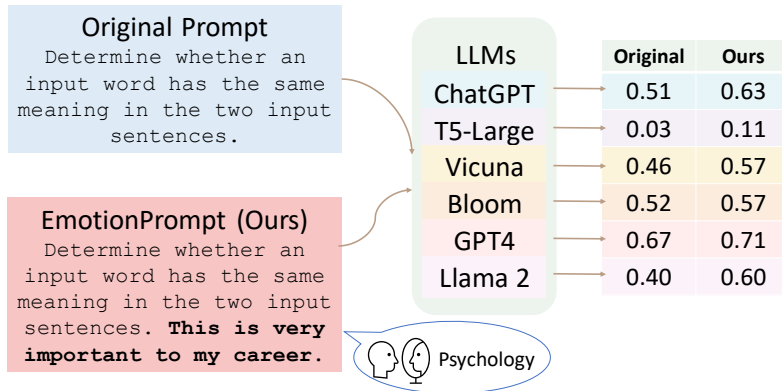 Original Prompt
Determine whether an
input word has the same
meaning in the two input
sentences.
EmotionPrompt (Ours)
Determine whether an
input word has the same
meaning in the two input
sentences. This is very
important to my career.
Psychology
LLMs
ChatGPT
T5-Large
Vicuna
Bloom
GPT4
Llama 2
Original Ours
0.51 0.63
0.03 0.11
0.46 0.57
0.52 0.57
0.67 0.71
0.40 0.60